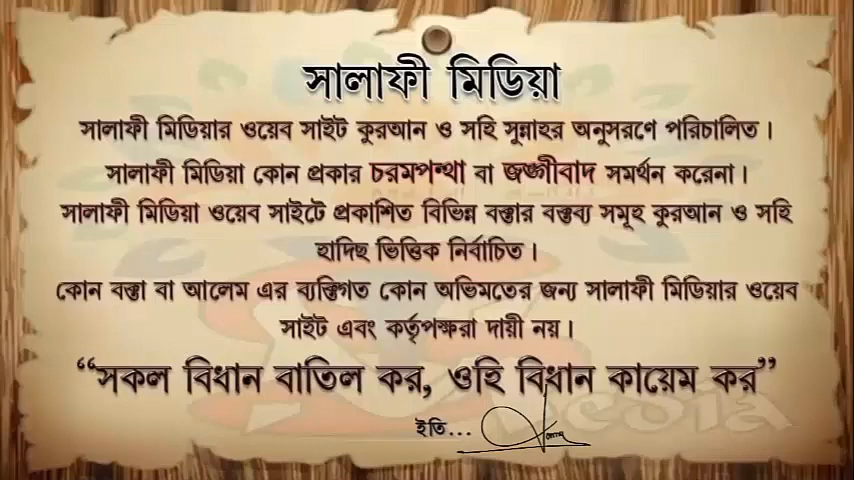 সালাফী মিডিয়া
সালাফী মিডিয়ার ওয়েব সাইট কুরআন ও সহি সুন্নাহর অনুসরণে পরিচালিত।
সালাফী মিডিয়া কোন প্রকার চরমপন্থা বা জঙ্গীবাদ সমর্থন করেনা।
সালাফী মিডিয়া ওয়েব সাইটে প্রকাশিত বিভিন্ন বক্তার বক্তব্য সমূহ কুরআন ও সহি
হাদিছ ভিত্তিক নির্বাচিত।
কোন বক্তা বা আলেম এর ব্যক্তিগত কোন অভিমতের জন্য সালাফী মিডিয়ার ওয়েব
সাইট এবং কর্তৃপক্ষরা দায়ী নয়।
“সকল বিধান বাতিল কর, ওহি বিধান কায়েম কর”
ইতি...